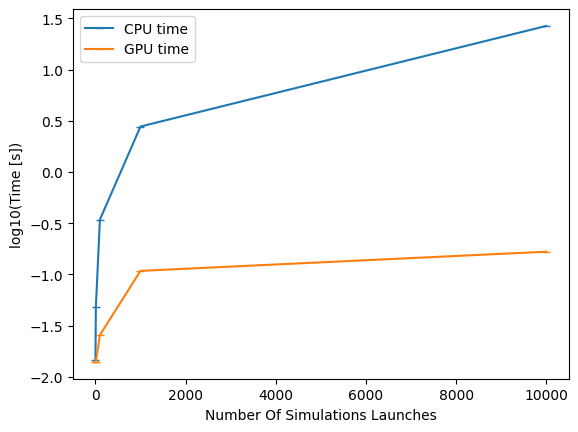 CPU time
GPU time
1.5
1.0
0.5
0.0
−0.5
−1.0
−1.5
−2.0
log10(Time [s])
0 2000 4000 6000 8000 10000
Number Of Simulations Launches